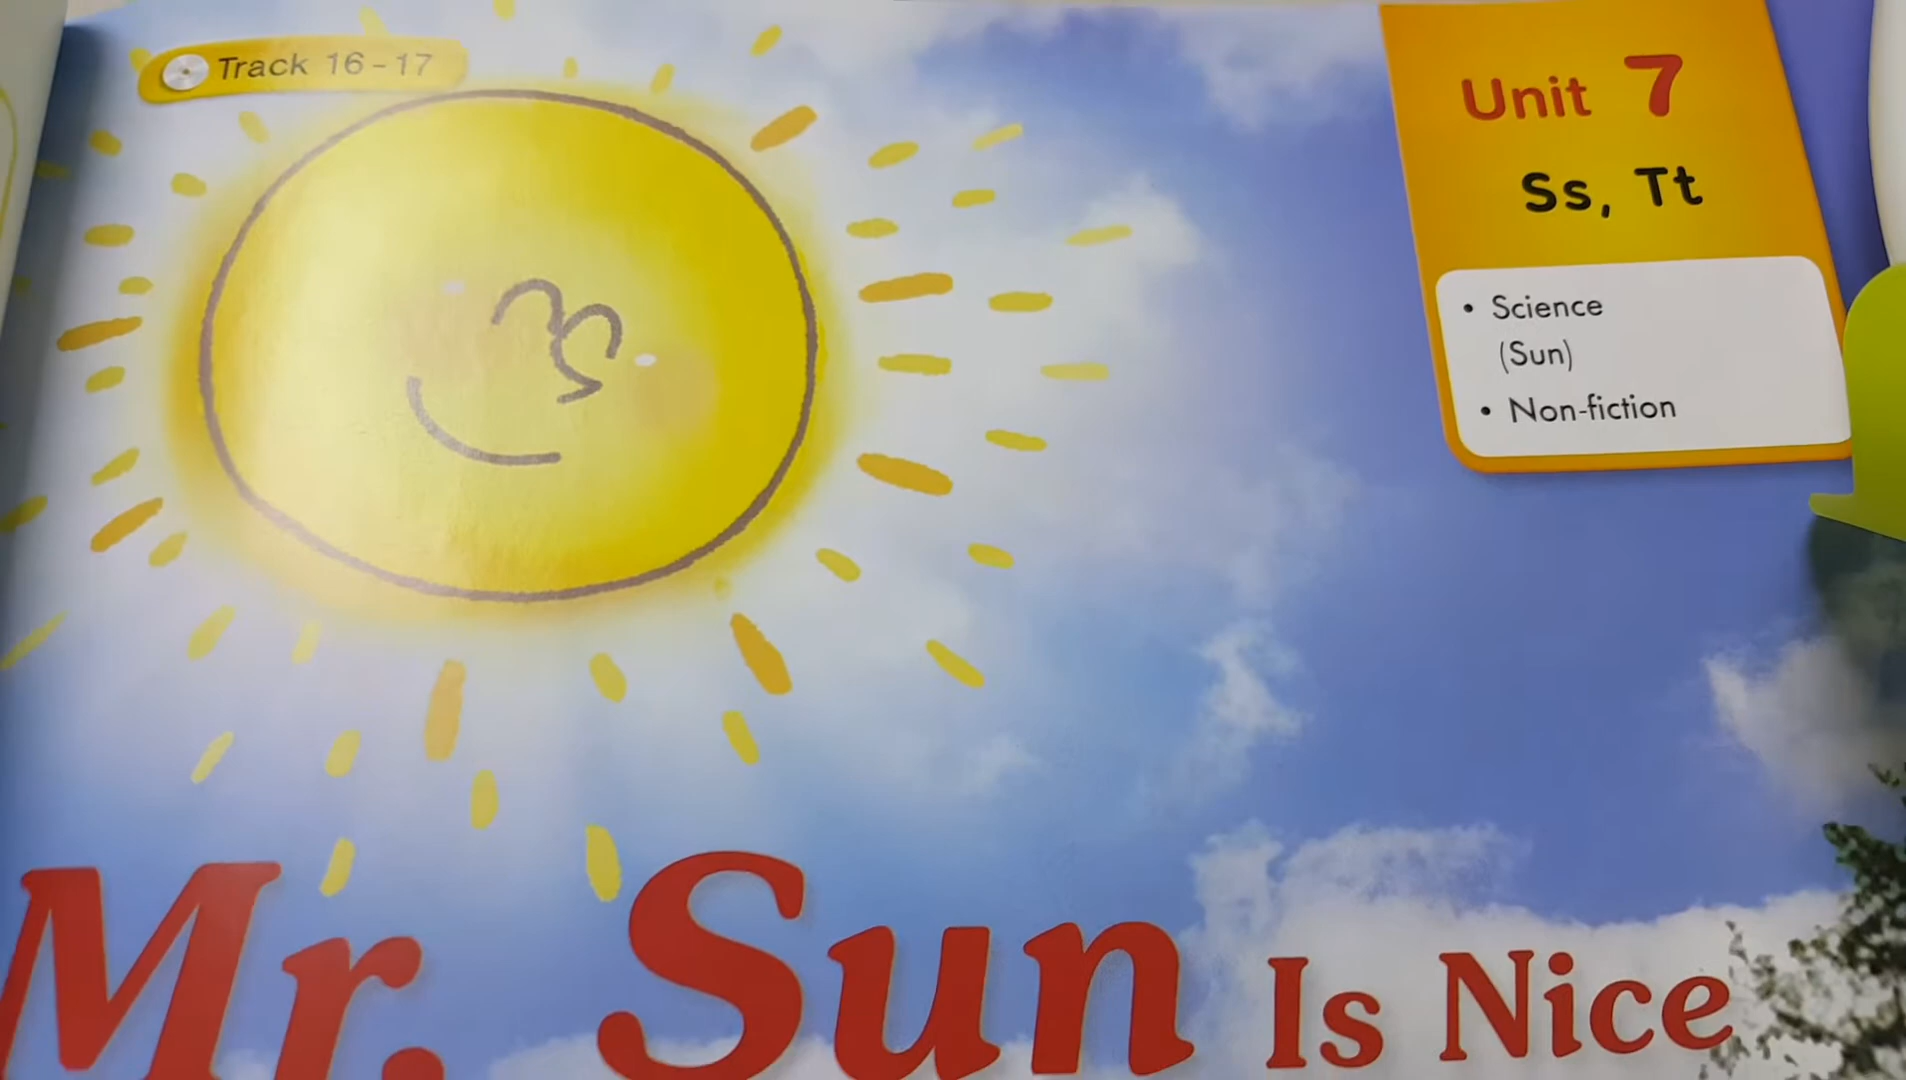 Track 16-17
Unit 7
Ss, Tt
• Science
(Sun)
• Non-fiction
Mr. Sun Is Nice